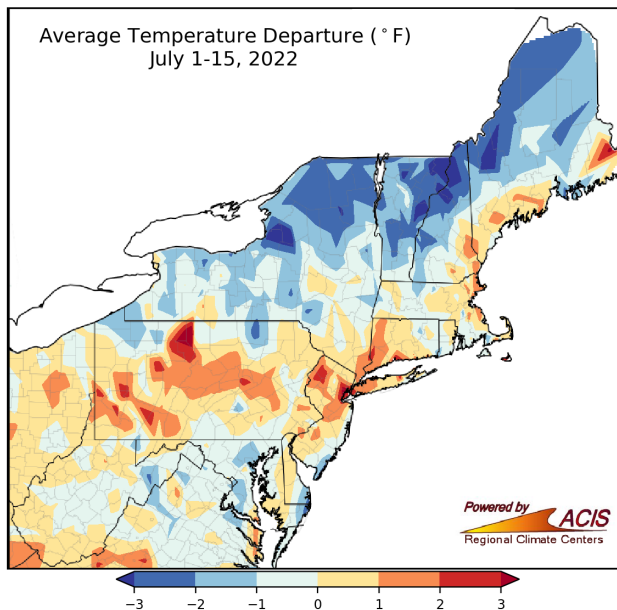 Average Temperature Departure (°F)
July 1-15, 2022
Powered by
ACIS
Regional Climate Centers
−3 −2 −1 0 1 2 3